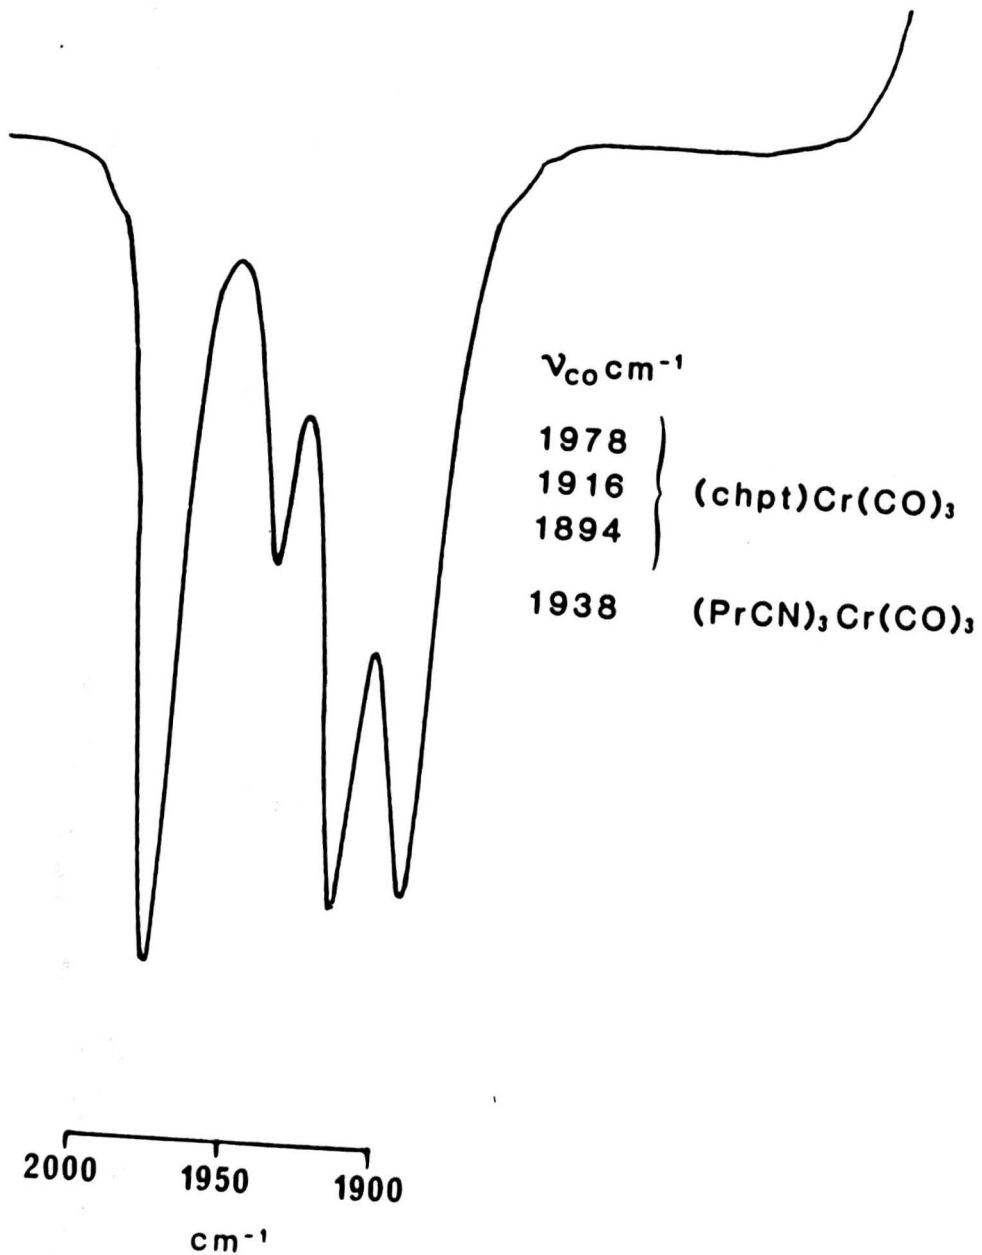 νCO cm⁻¹
1978
1916
1894
(chpt)Cr(CO)₃
1938 (PrCN)₃Cr(CO)₃
2000 1950 1900
cm⁻¹